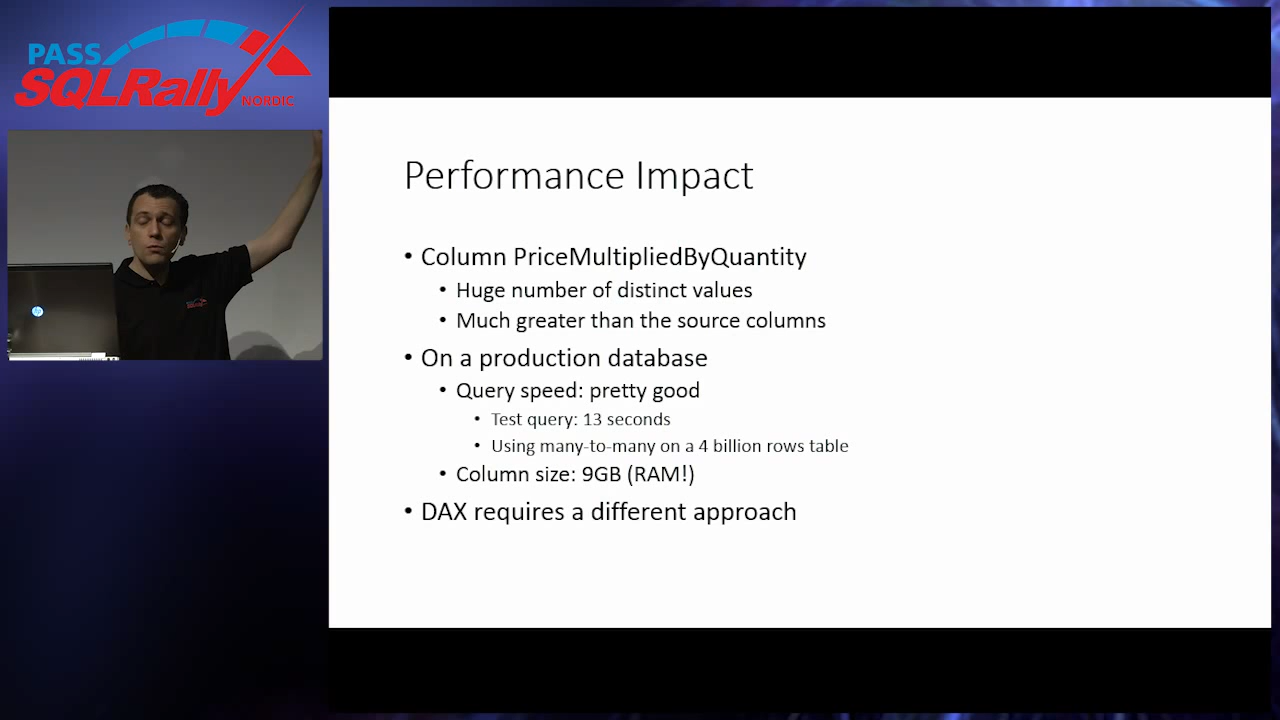 PASS
SQLRally
NORDIC
Performance Impact
• Column PriceMultipliedByQuantity
• Huge number of distinct values
• Much greater than the source columns
• On a production database
• Query speed: pretty good
• Test query: 13 seconds
• Using many-to-many on a 4 billion rows table
• Column size: 9GB (RAM!)
• DAX requires a different approach
hp